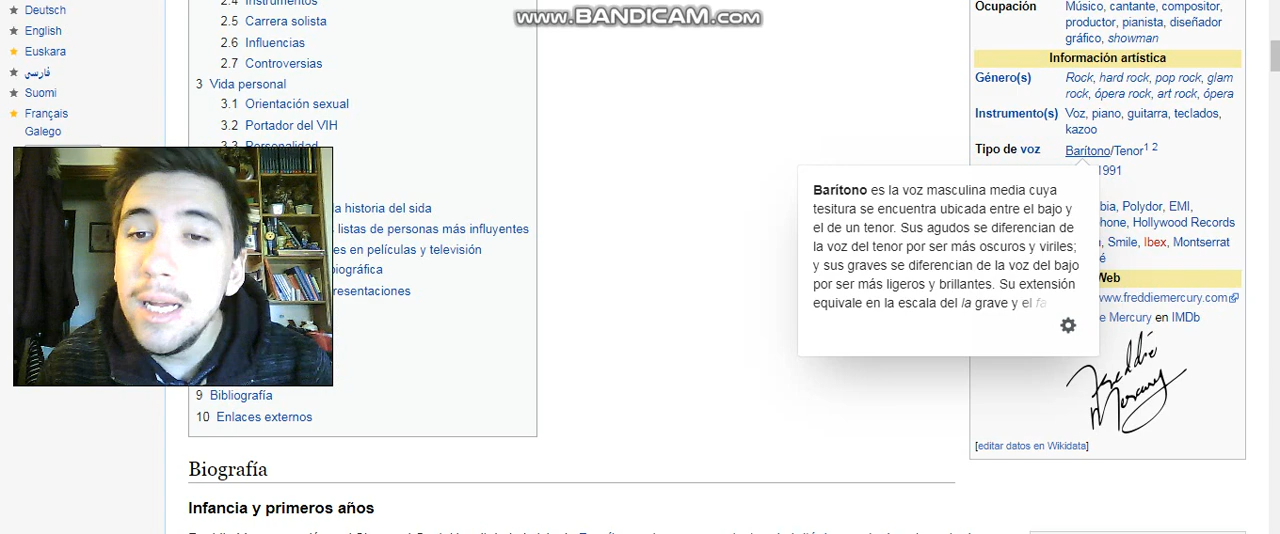 Deutsch
English
Euskara
فارسی
Suomi
Français
Galego
www.BANDICAM.com
2.4 Instrumentos
2.5 Carrera solista
2.6 Influencias
2.7 Controversias
3 Vida personal
3.1 Orientación sexual
3.2 Portador del VIH
3.3 Personalidad
la historia del sida
listas de personas más influyentes
es en películas y televisión
biográfica
resentaciones
9 Bibliografía
10 Enlaces externos
Biografía
Infancia y primeros años
Ocupación Músico, cantante, compositor,
productor, pianista, diseñador
gráfico, showman
Información artística
Género(s) Rock, hard rock, pop rock, glam
rock, ópera rock, art rock, ópera
Instrumento(s) Voz, piano, guitarra, teclados,
kazoo
Tipo de voz Barítono/Tenor1 2
1991
bia, Polydor, EMI,
phone, Hollywood Records
, Smile, Ibex, Montserrat
é
Web
www.freddiemercury.com
e Mercury en IMDb
Freddie
Mercury
[editar datos en Wikidata]
Barítono es la voz masculina media cuya
tesitura se encuentra ubicada entre el bajo y
el de un tenor. Sus agudos se diferencian de
la voz del tenor por ser más oscuros y viriles;
y sus graves se diferencian de la voz del bajo
por ser más ligeros y brillantes. Su extensión
equivale en la escala del la grave y el fa